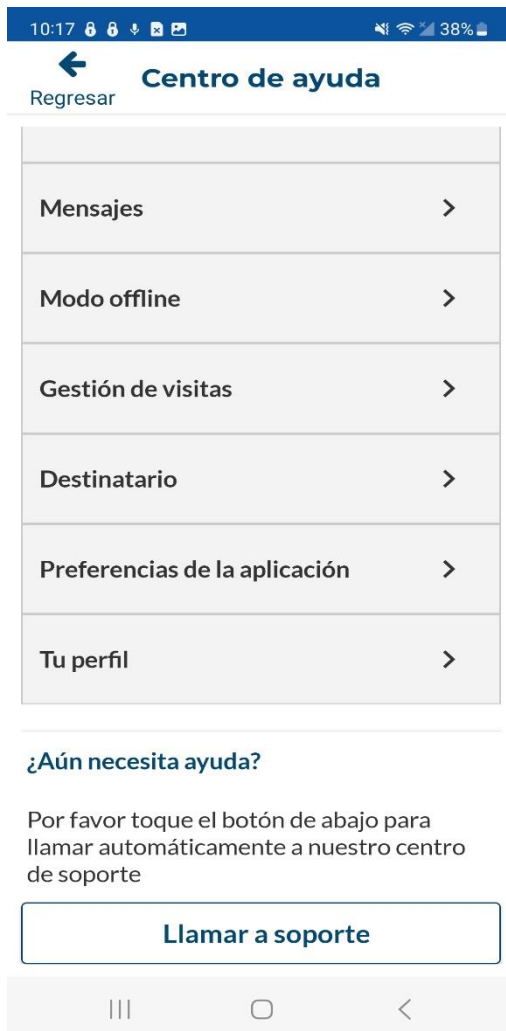 10:17 38%
Centro de ayuda
Regresar
Mensajes
Modo offline
Gestión de visitas
Destinatario
Preferencias de la aplicación
Tu perfil
¿Aún necesita ayuda?
Por favor toque el botón de abajo para
llamar automáticamente a nuestro centro
de soporte
Llamar a soporte